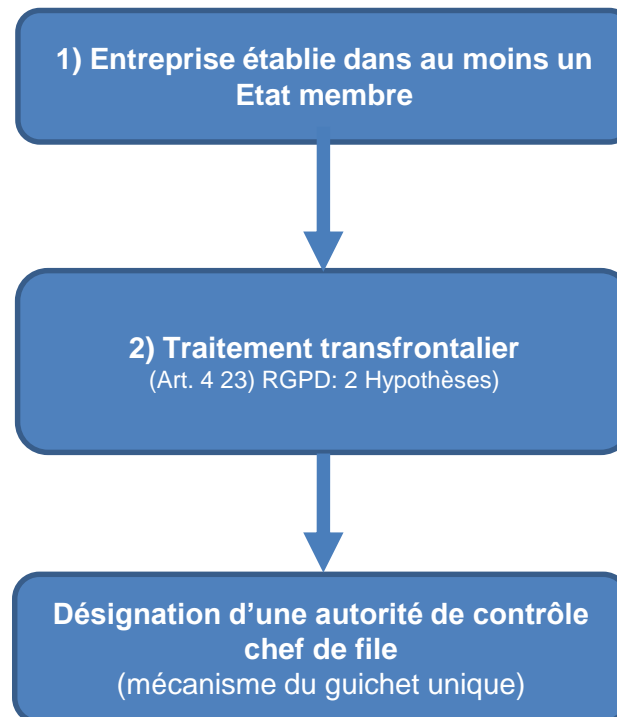 1) Entreprise établie dans au moins un
Etat membre
2) Traitement transfrontalier
(Art. 4 23) RGPD: 2 Hypothèses)
Désignation d’une autorité de contrôle
chef de file
(mécanisme du guichet unique)